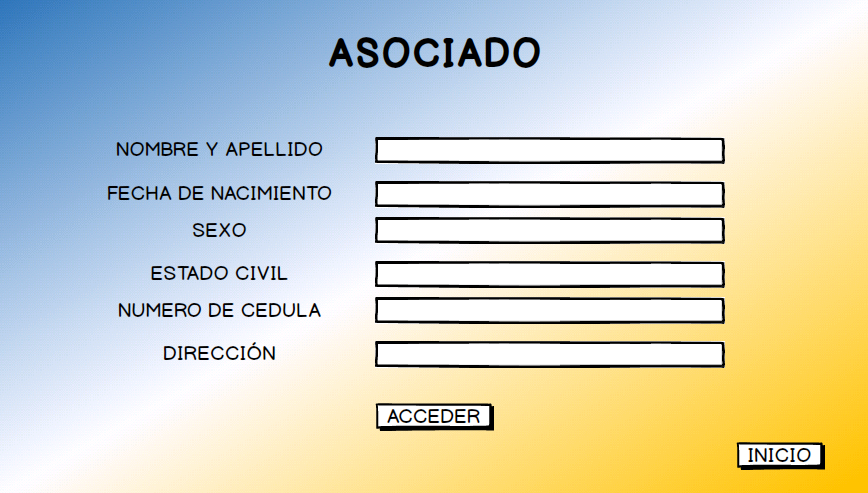 ASOCIADO
NOMBRE Y APELLIDO
FECHA DE NACIMIENTO
SEXO
ESTADO CIVIL
NUMERO DE CEDULA
DIRECCIÓN
ACCEDER
INICIO